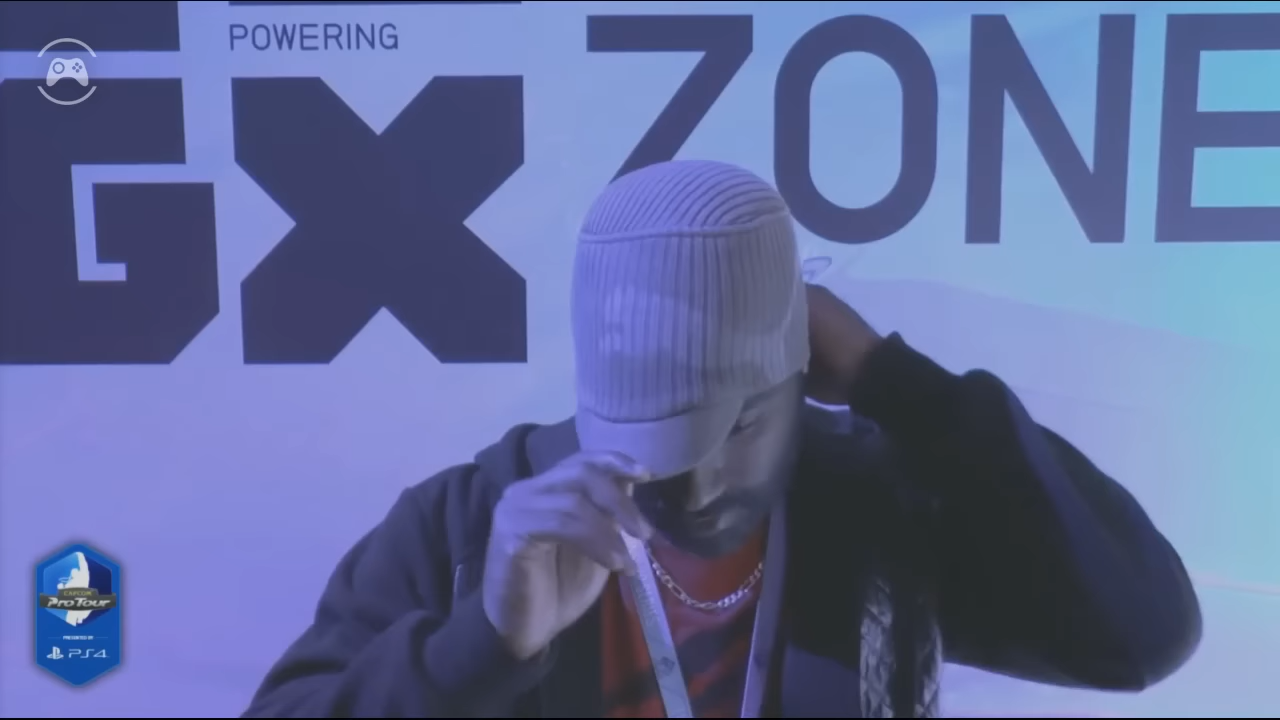 POWERING
GX
ZONE
CAPCOM
Pro Tour
PRESENTED BY
PS4